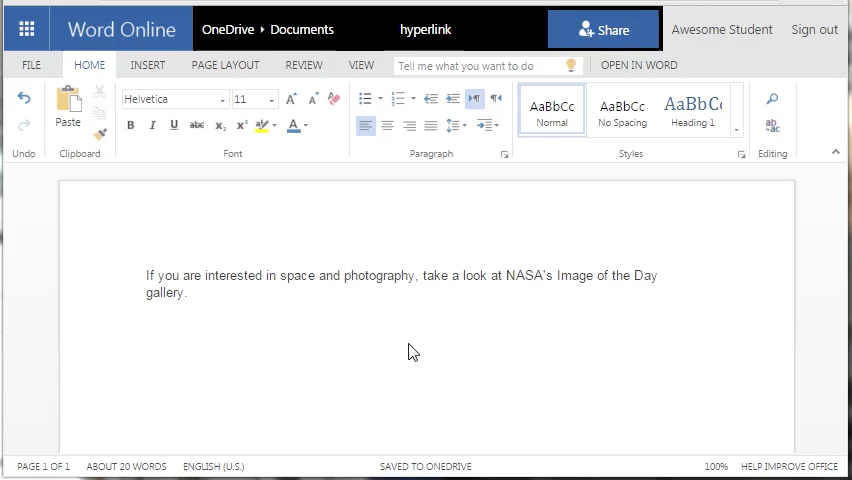 Word Online
OneDrive ▸ Documents
hyperlink
Share
Awesome Student
Sign out
FILE
HOME
INSERT
PAGE LAYOUT
REVIEW
VIEW
Tell me what you want to do
OPEN IN WORD
Paste
Helvetica
11
B I U abc x₂ x² A
AaBbCc
Normal
AaBbCc
No Spacing
AaBbCc
Heading 1
Undo
Clipboard
Font
Paragraph
Styles
Editing
If you are interested in space and photography, take a look at NASA's Image of the Day
gallery.
PAGE 1 OF 1
ABOUT 20 WORDS
ENGLISH (U.S.)
SAVED TO ONEDRIVE
100%
HELP IMPROVE OFFICE